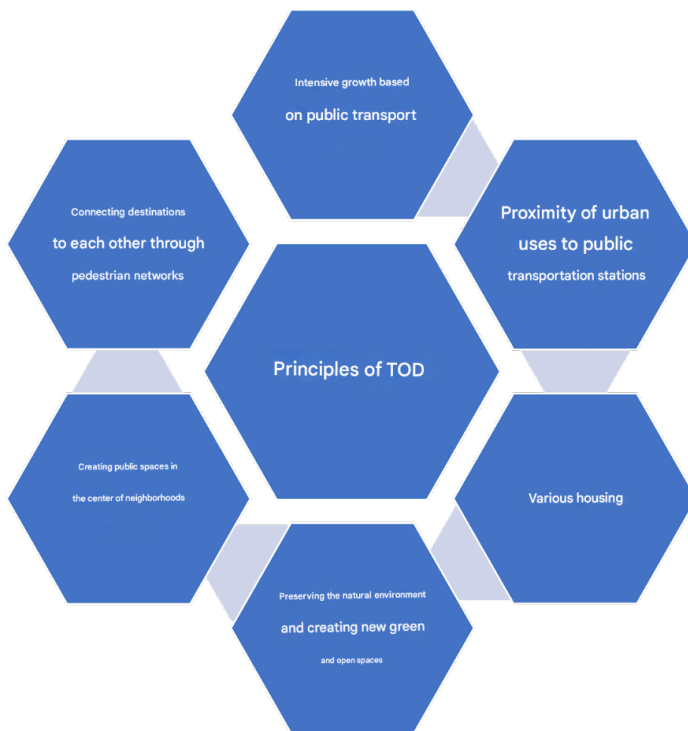 Intensive growth based
on public transport
Proximity of urban
uses to public
transportation stations
Connecting destinations
to each other through
pedestrian networks
Principles of TOD
Creating public spaces in
the center of neighborhoods
Various housing
Preserving the natural environment
and creating new green
and open spaces